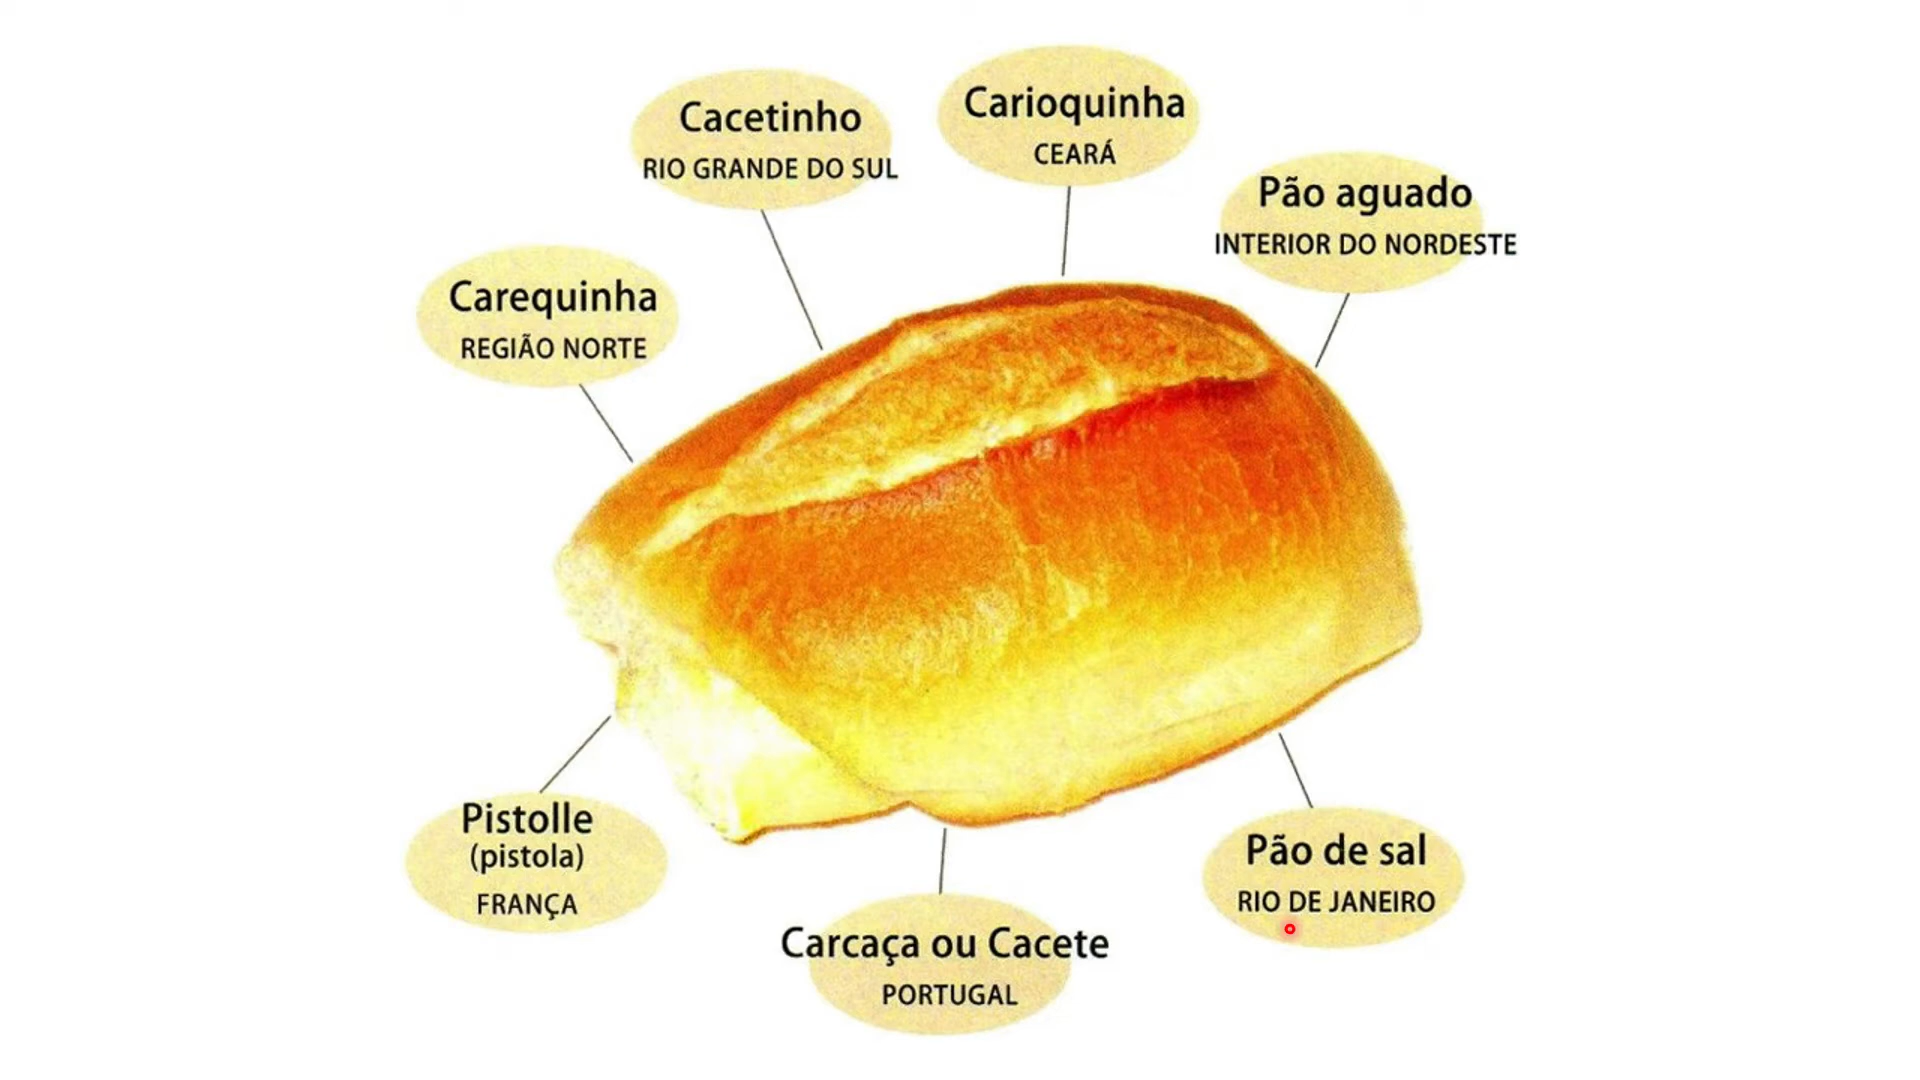 Cacetinho
RIO GRANDE DO SUL
Carioquinha
CEARÁ
Pão aguado
INTERIOR DO NORDESTE
Carequinha
REGIÃO NORTE
Pistolle
(pistola)
FRANÇA
Carcaça ou Cacete
PORTUGAL
Pão de sal
RIO DE JANEIRO